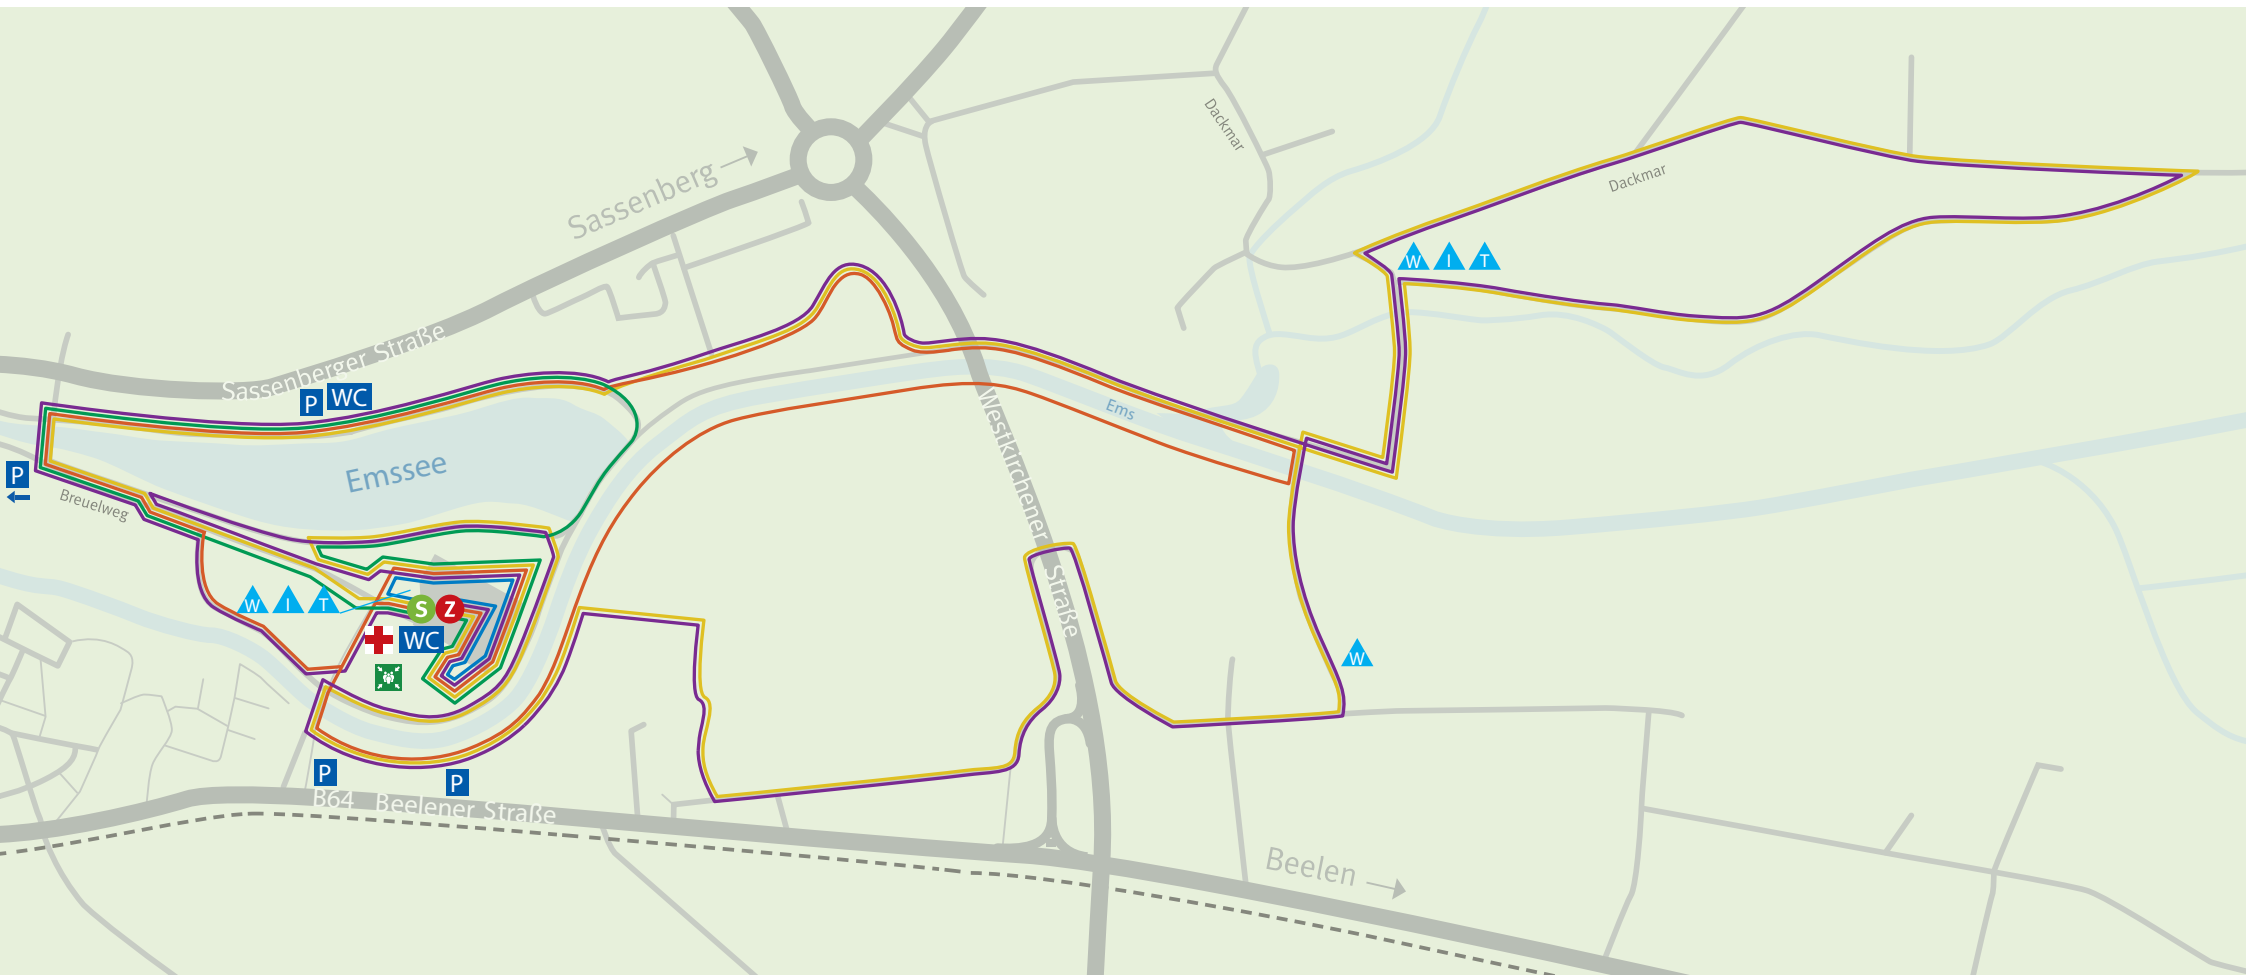 Dackmar
Sassenberg
Dackmar
W I T
Sassenberger Straße
P WC
Ems
Westkirchener Straße
Emssee
P
Breuelweg
W I T
S Z
WC
W
P
P
B64 Beelener Straße
Beelen